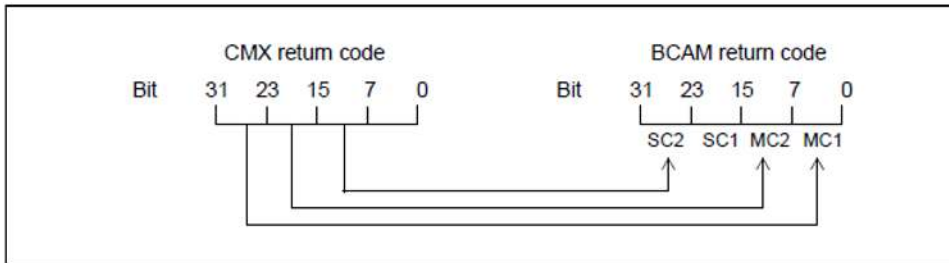 CMX return code BCAM return code
Bit 31 23 15 7 0 Bit 31 23 15 7 0
SC2 SC1 MC2 MC1